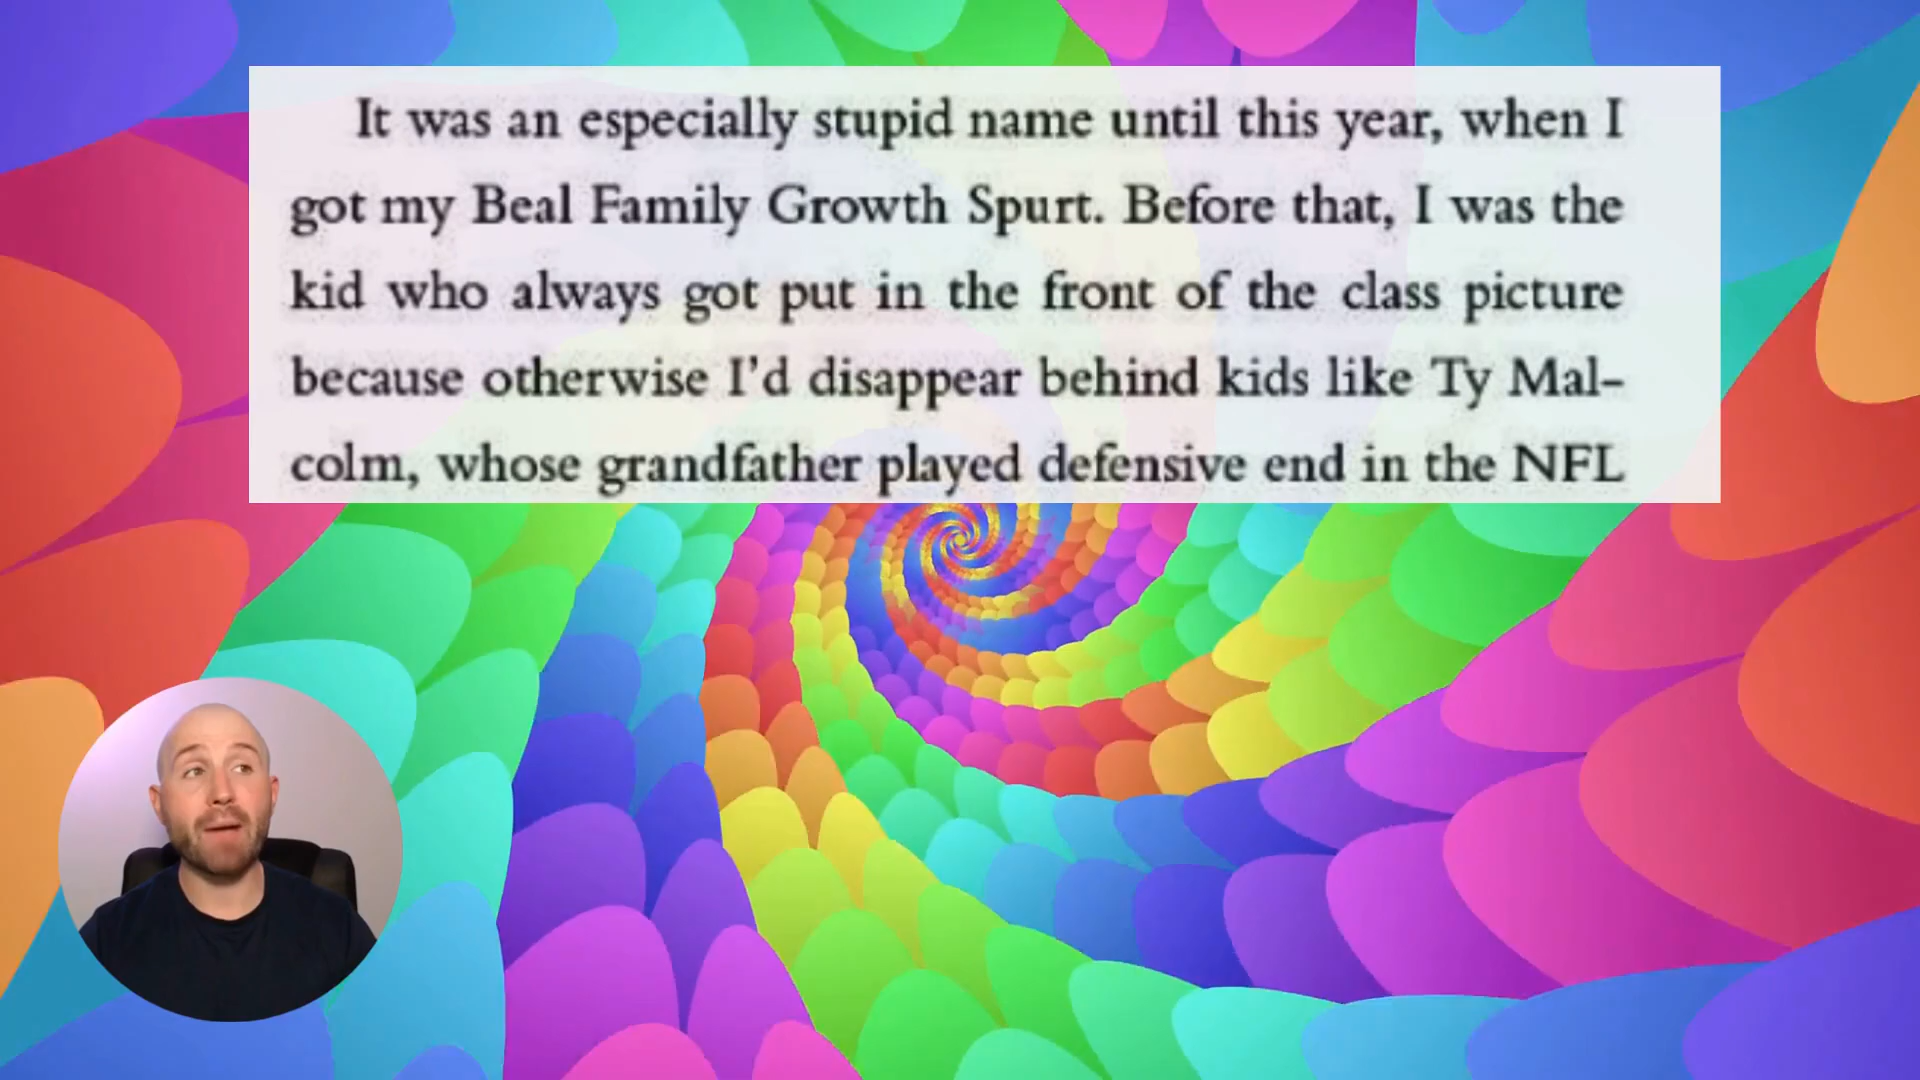 It was an especially stupid name until this year, when I
got my Beal Family Growth Spurt. Before that, I was the
kid who always got put in the front of the class picture
because otherwise I’d disappear behind kids like Ty Mal-
colm, whose grandfather played defensive end in the NFL